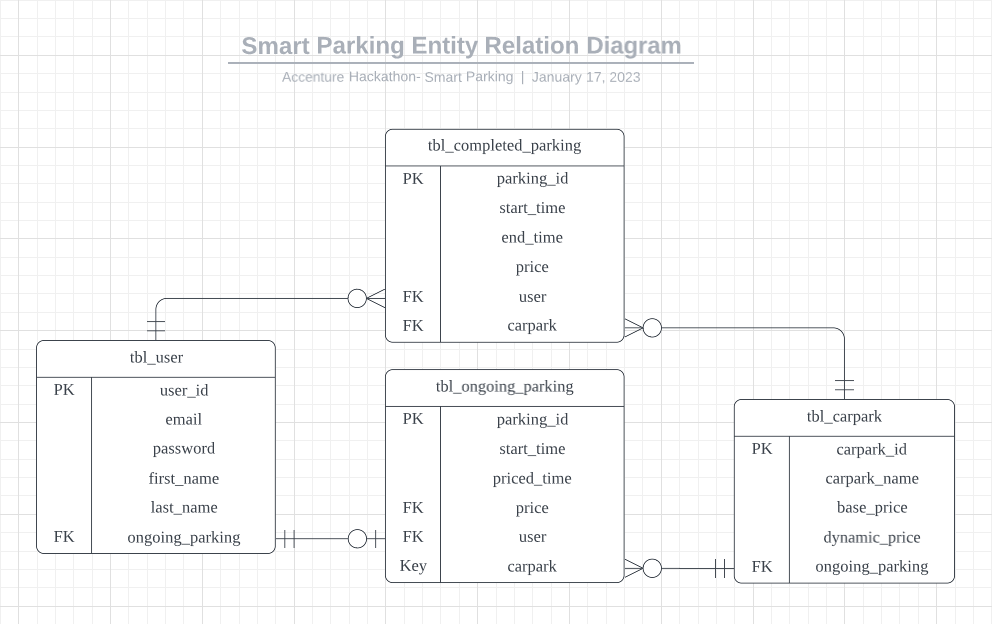 Smart Parking Entity Relation Diagram
Accenture Hackathon- Smart Parking | January 17, 2023
tbl_completed_parking
PK parking_id
start_time
end_time
price
FK user
FK carpark
tbl_user
PK user_id
email
password
first_name
last_name
FK ongoing_parking
tbl_ongoing_parking
PK parking_id
start_time
priced_time
FK price
FK user
Key carpark
tbl_carpark
PK carpark_id
carpark_name
base_price
dynamic_price
FK ongoing_parking